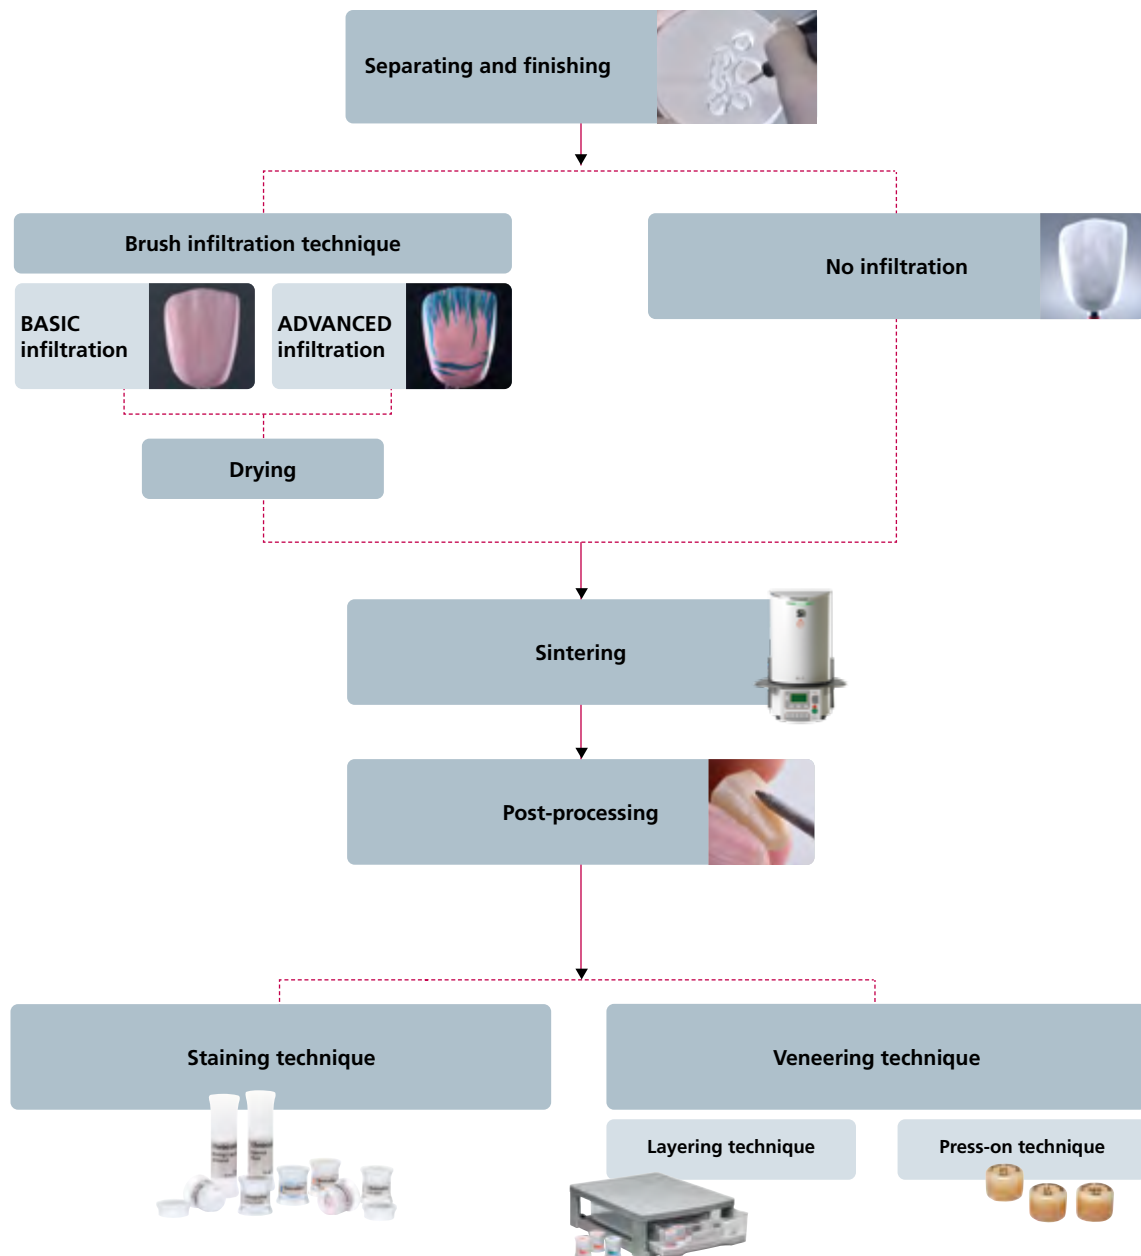 Separating and finishing
Brush infiltration technique
No infiltration
BASIC
infiltration
ADVANCED
infiltration
Drying
Sintering
Post-processing
Staining technique
Veneering technique
Layering technique
Press-on technique